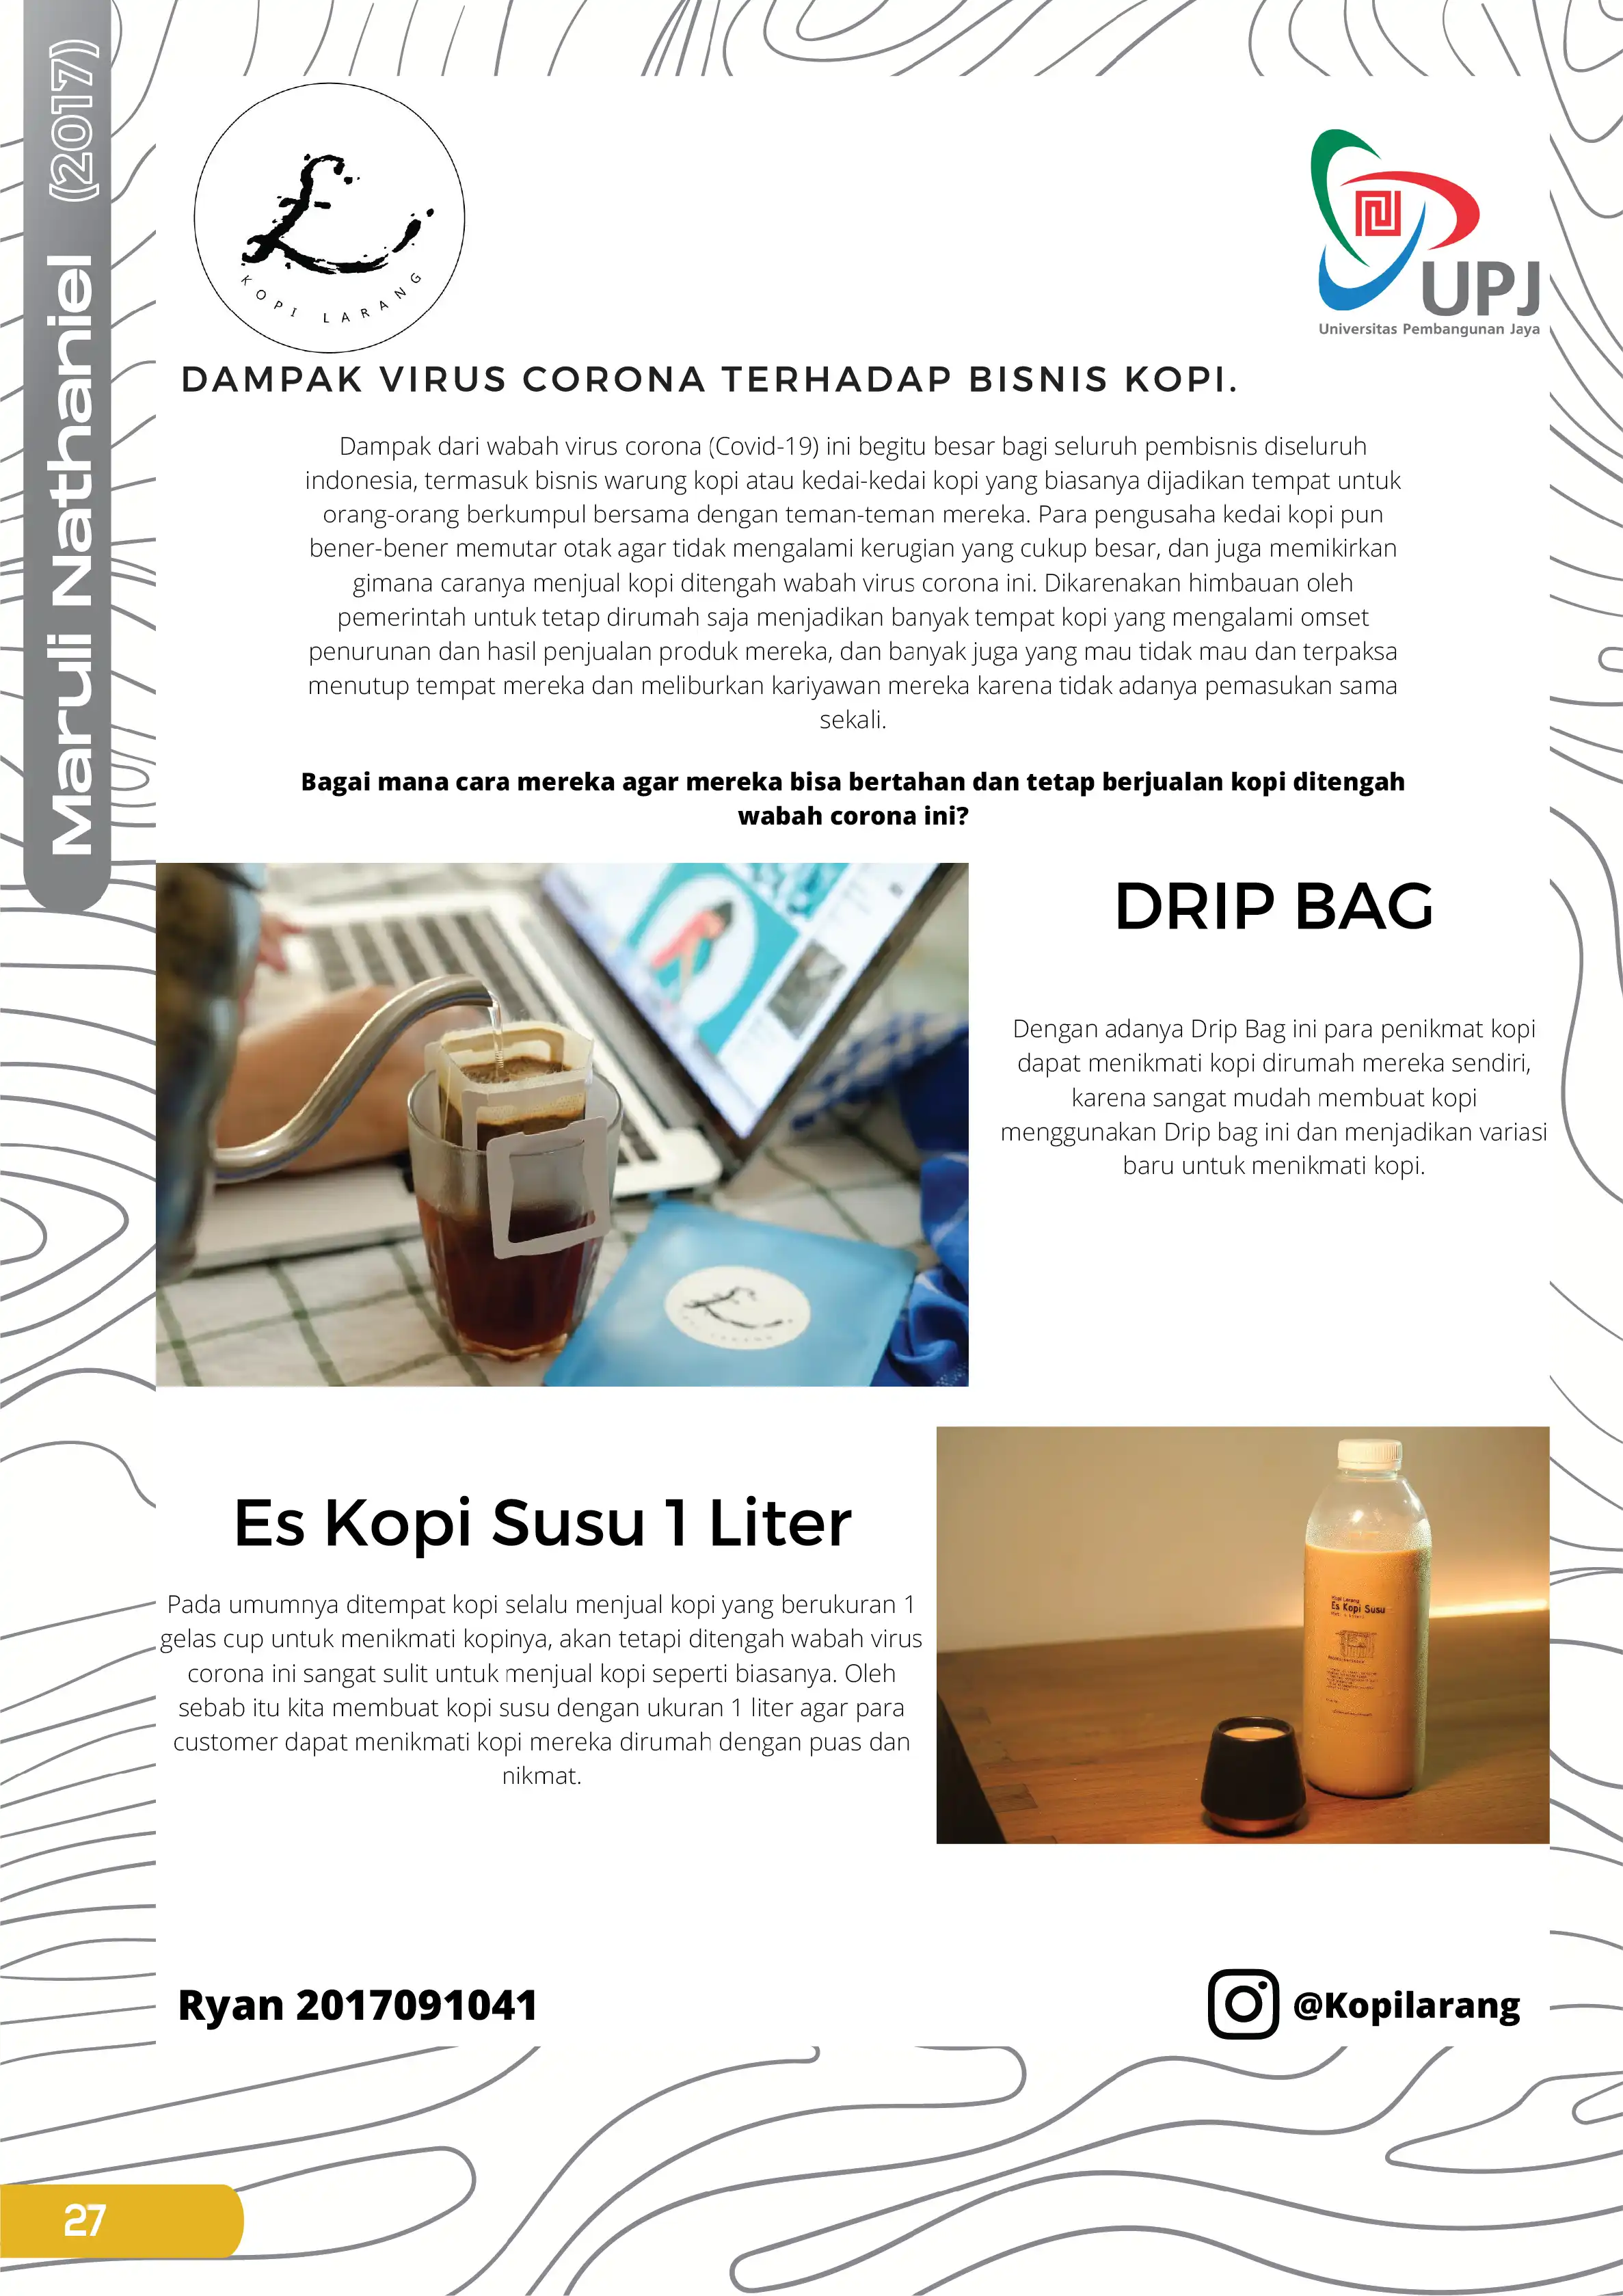 Maruli Nathaniel (2017)
KOPI LARANG
UPJ
Universitas Pembangunan Jaya
DAMPAK VIRUS CORONA TERHADAP BISNIS KOPI.
Dampak dari wabah virus corona (Covid-19) ini begitu besar bagi seluruh pembisnis diseluruh
indonesia, termasuk bisnis warung kopi atau kedai-kedai kopi yang biasanya dijadikan tempat untuk
orang-orang berkumpul bersama dengan teman-teman mereka. Para pengusaha kedai kopi pun
bener-bener memutar otak agar tidak mengalami kerugian yang cukup besar, dan juga memikirkan
gimana caranya menjual kopi ditengah wabah virus corona ini. Dikarenakan himbauan oleh
pemerintah untuk tetap dirumah saja menjadikan banyak tempat kopi yang mengalami omset
penurunan dan hasil penjualan produk mereka, dan banyak juga yang mau tidak mau dan terpaksa
menutup tempat mereka dan meliburkan kariyawan mereka karena tidak adanya pemasukan sama
sekali.
Bagai mana cara mereka agar mereka bisa bertahan dan tetap berjualan kopi ditengah
wabah corona ini?
DRIP BAG
Dengan adanya Drip Bag ini para penikmat kopi
dapat menikmati kopi dirumah mereka sendiri,
karena sangat mudah membuat kopi
menggunakan Drip bag ini dan menjadikan variasi
baru untuk menikmati kopi.
Es Kopi Susu 1 Liter
Pada umumnya ditempat kopi selalu menjual kopi yang berukuran 1
gelas cup untuk menikmati kopinya, akan tetapi ditengah wabah virus
corona ini sangat sulit untuk menjual kopi seperti biasanya. Oleh
sebab itu kita membuat kopi susu dengan ukuran 1 liter agar para
customer dapat menikmati kopi mereka dirumah dengan puas dan
nikmat.
Kopi Larang
Es Kopi Susu
Ryan 2017091041
@Kopilarang
27